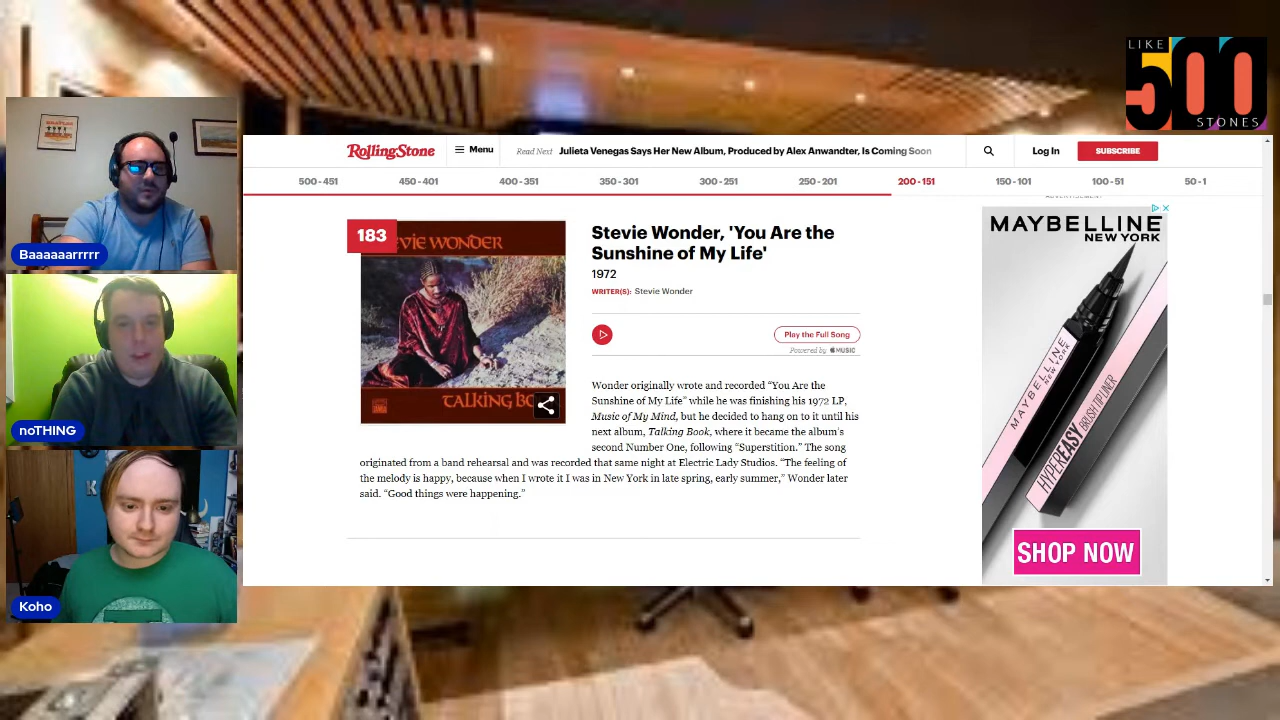 LIKE
500
STONES
RollingStone
Menu
Read Next Julieta Venegas Says Her New Album, Produced by Alex Anwandter, Is Coming Soon
Log In
SUBSCRIBE
500 - 451
450 - 401
400 - 351
350 - 301
300 - 251
250 - 201
200 - 151
150 - 101
100 - 51
50 - 1
ADVERTISEMENT
183
EVIE WONDER
TALKING BO
Stevie Wonder, 'You Are the
Sunshine of My Life'
1972
WRITER(S): Stevie Wonder
Play the Full Song
Powered by MUSIC
Wonder originally wrote and recorded “You Are the
Sunshine of My Life” while he was finishing his 1972 LP,
Music of My Mind, but he decided to hang on to it until his
next album, Talking Book, where it became the album’s
second Number One, following “Superstition.” The song
originated from a band rehearsal and was recorded that same night at Electric Lady Studios. “The feeling of
the melody is happy, because when I wrote it I was in New York in late spring, early summer,” Wonder later
said. “Good things were happening.”
MAYBELLINE
NEW YORK
MAYBELLINE
NEW YORK
HYPEREASY BRUSH TIP LINER
SHOP NOW
Baaaaaarrrrr
noTHING
Koho